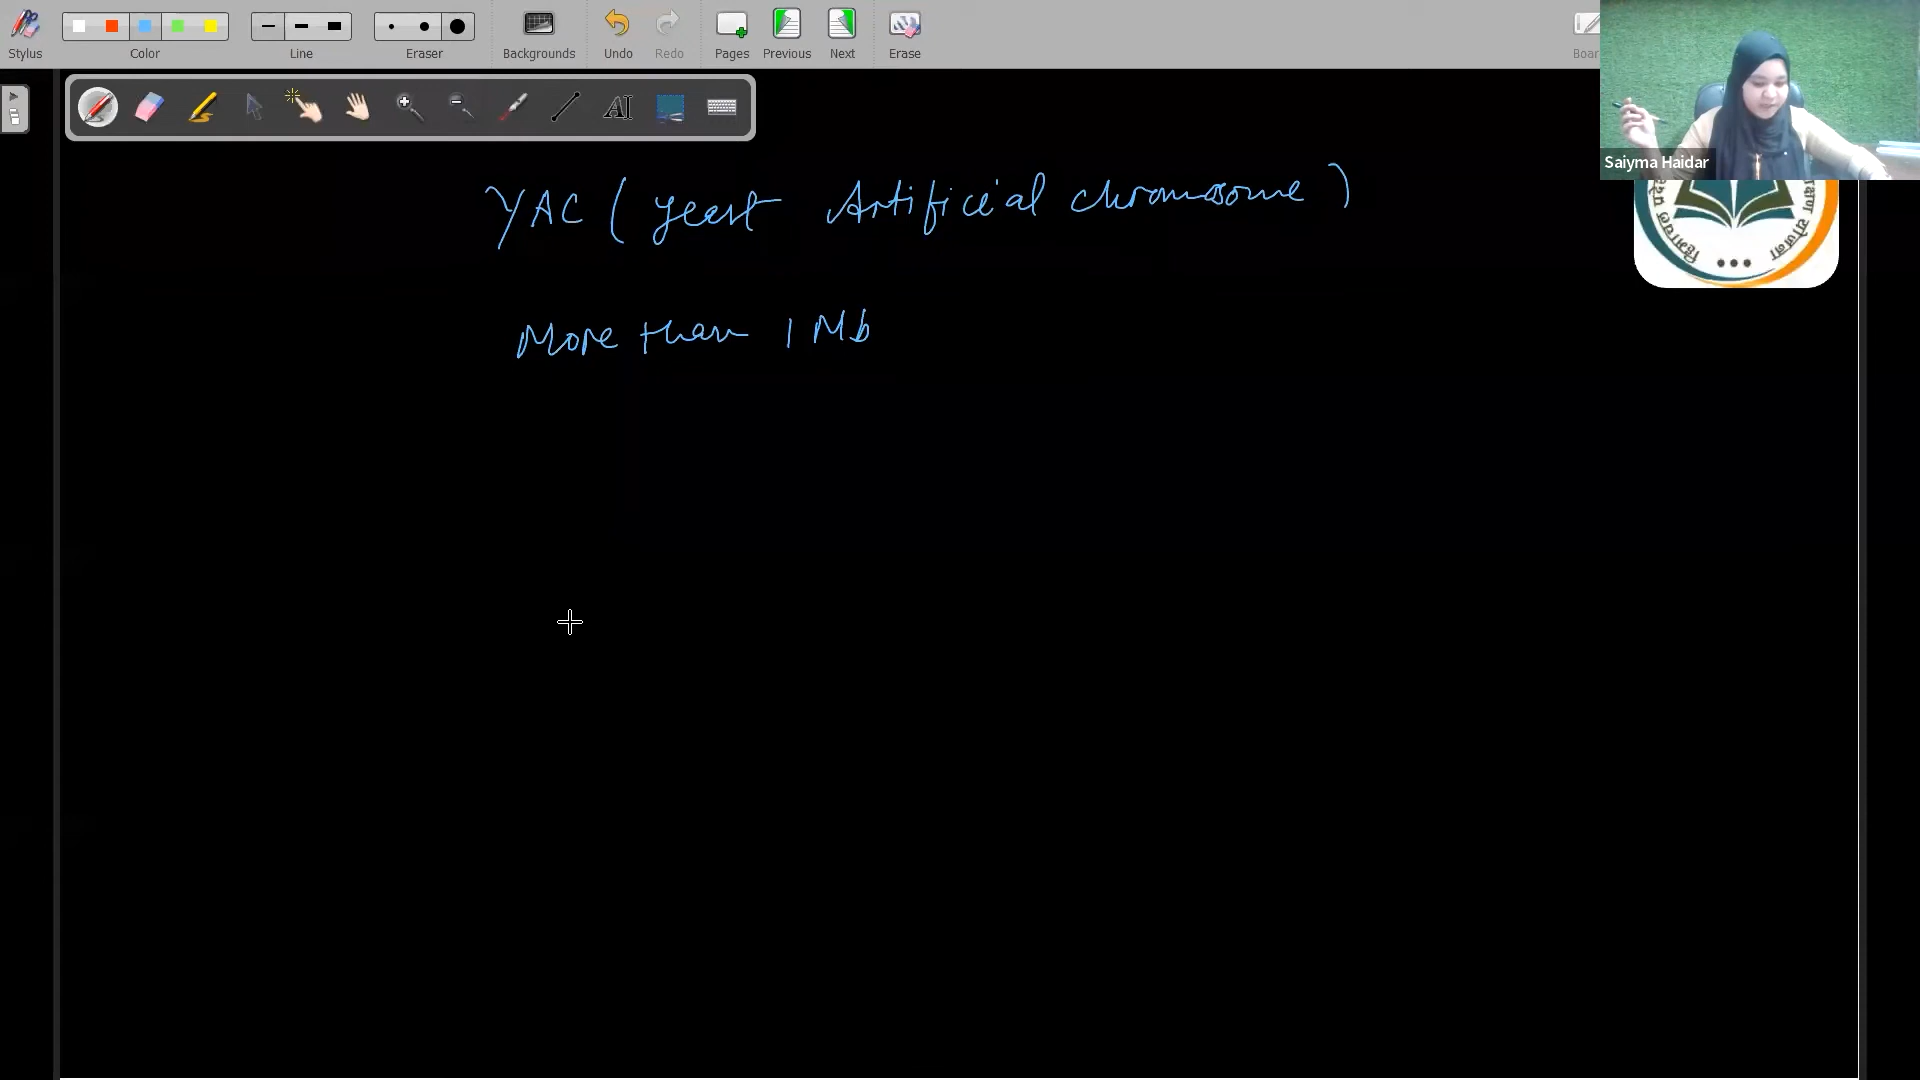 Stylus Color Line Eraser Backgrounds Undo Redo Pages Previous Next Erase
Saiyma Haidar
YAC ( yeast Artificial chromosome )
More than 1 Mb